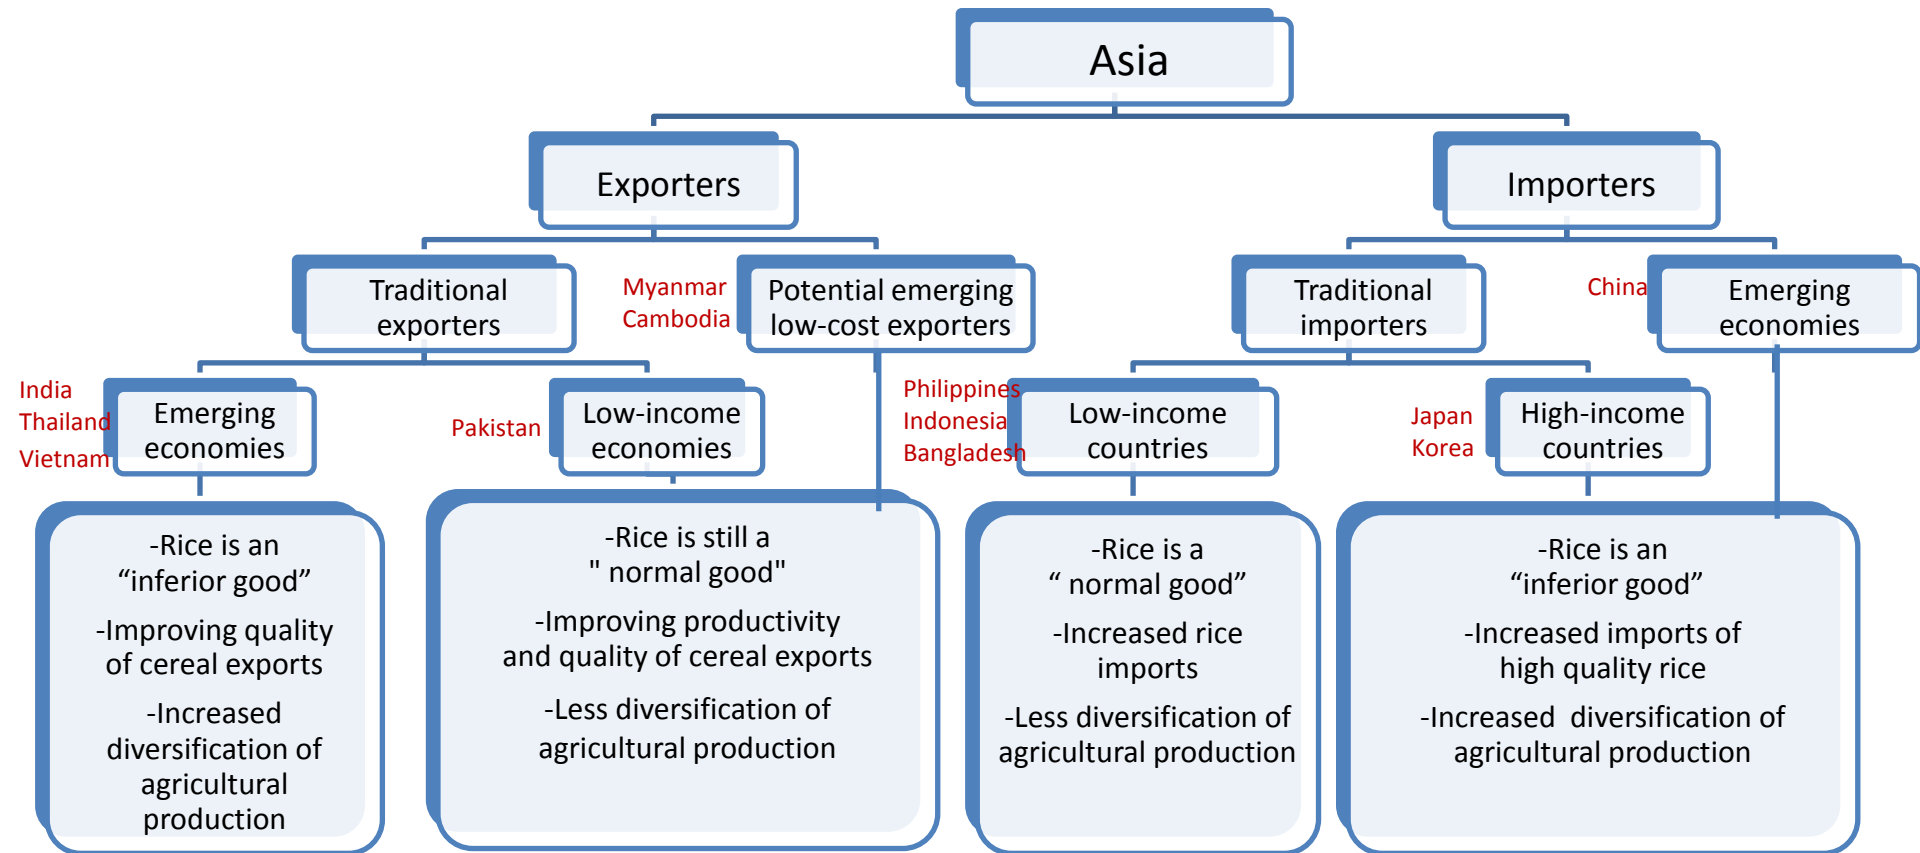 Asia
Exporters
Importers
Traditional
exporters
Myanmar
Cambodia
Potential emerging
low-cost exporters
Traditional
importers
China
Emerging
economies
India
Thailand
Vietnam
Emerging
economies
Pakistan
Low-income
economies
Philippines
Indonesia
Bangladesh
Low-income
countries
Japan
Korea
High-income
countries
-Rice is an
“inferior good”
-Improving quality
of cereal exports
-Increased
diversification of
agricultural
production
-Rice is still a
" normal good"
-Improving productivity
and quality of cereal exports
-Less diversification of
agricultural production
-Rice is a
“ normal good”
-Increased rice
imports
-Less diversification of
agricultural production
-Rice is an
“inferior good”
-Increased imports of
high quality rice
-Increased  diversification of
agricultural production